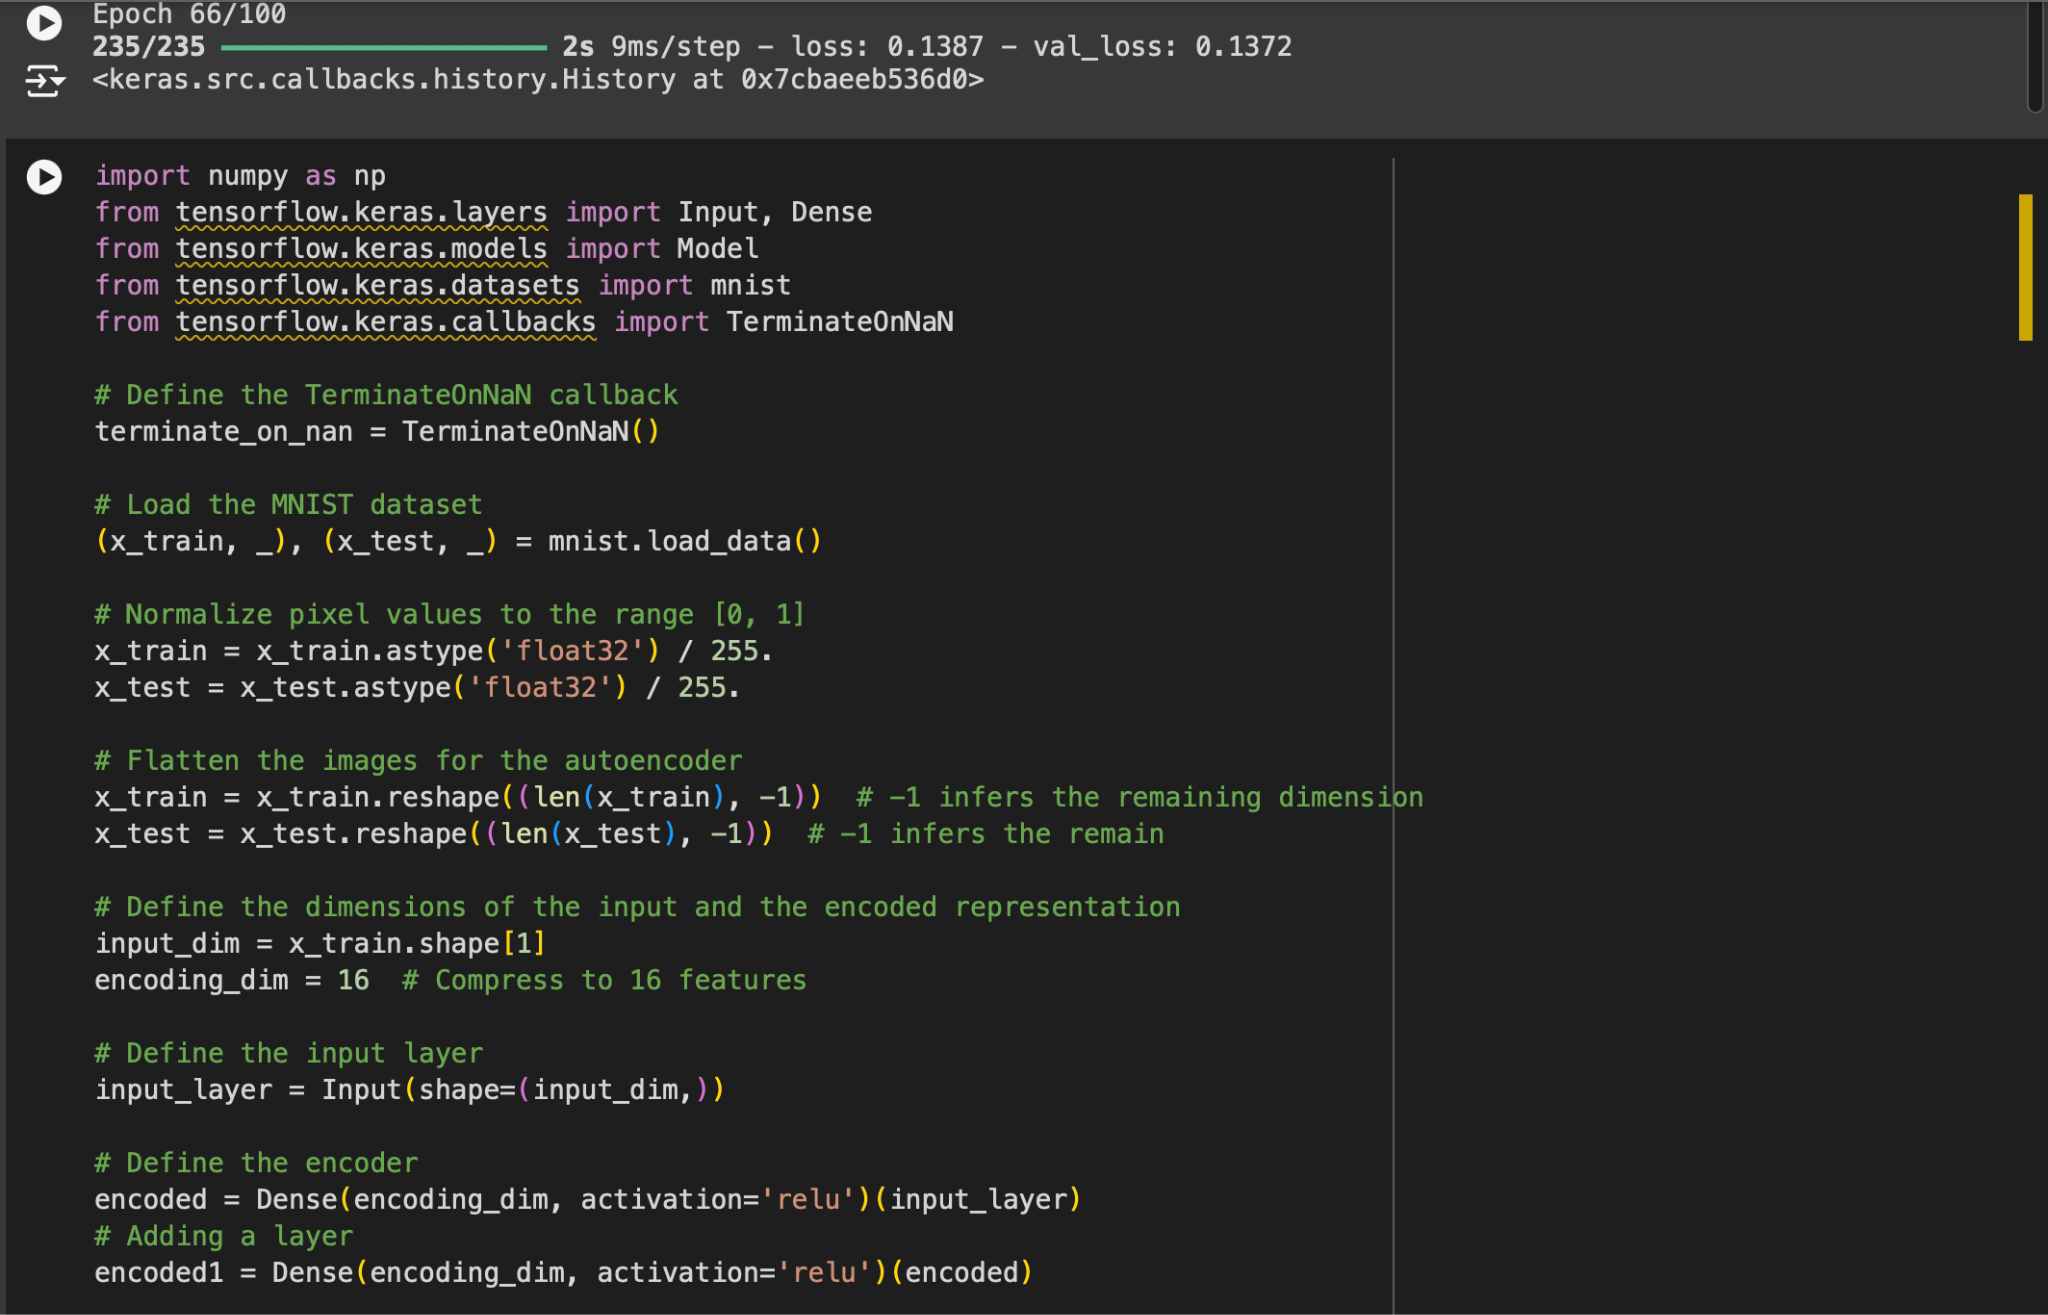 Epoch 66/100
235/235 ━━━━━━━━━━━━━━━━━━━━ 2s 9ms/step - loss: 0.1387 - val_loss: 0.1372
<keras.src.callbacks.history.History at 0x7cbaeeb536d0>
import numpy as np
from tensorflow.keras.layers import Input, Dense
from tensorflow.keras.models import Model
from tensorflow.keras.datasets import mnist
from tensorflow.keras.callbacks import TerminateOnNaN
# Define the TerminateOnNaN callback
terminate_on_nan = TerminateOnNaN()
# Load the MNIST dataset
(x_train, _), (x_test, _) = mnist.load_data()
# Normalize pixel values to the range [0, 1]
x_train = x_train.astype('float32') / 255.
x_test = x_test.astype('float32') / 255.
# Flatten the images for the autoencoder
x_train = x_train.reshape((len(x_train), -1))  # -1 infers the remaining dimension
x_test = x_test.reshape((len(x_test), -1))  # -1 infers the remain
# Define the dimensions of the input and the encoded representation
input_dim = x_train.shape[1]
encoding_dim = 16  # Compress to 16 features
# Define the input layer
input_layer = Input(shape=(input_dim,))
# Define the encoder
encoded = Dense(encoding_dim, activation='relu')(input_layer)
# Adding a layer
encoded1 = Dense(encoding_dim, activation='relu')(encoded)